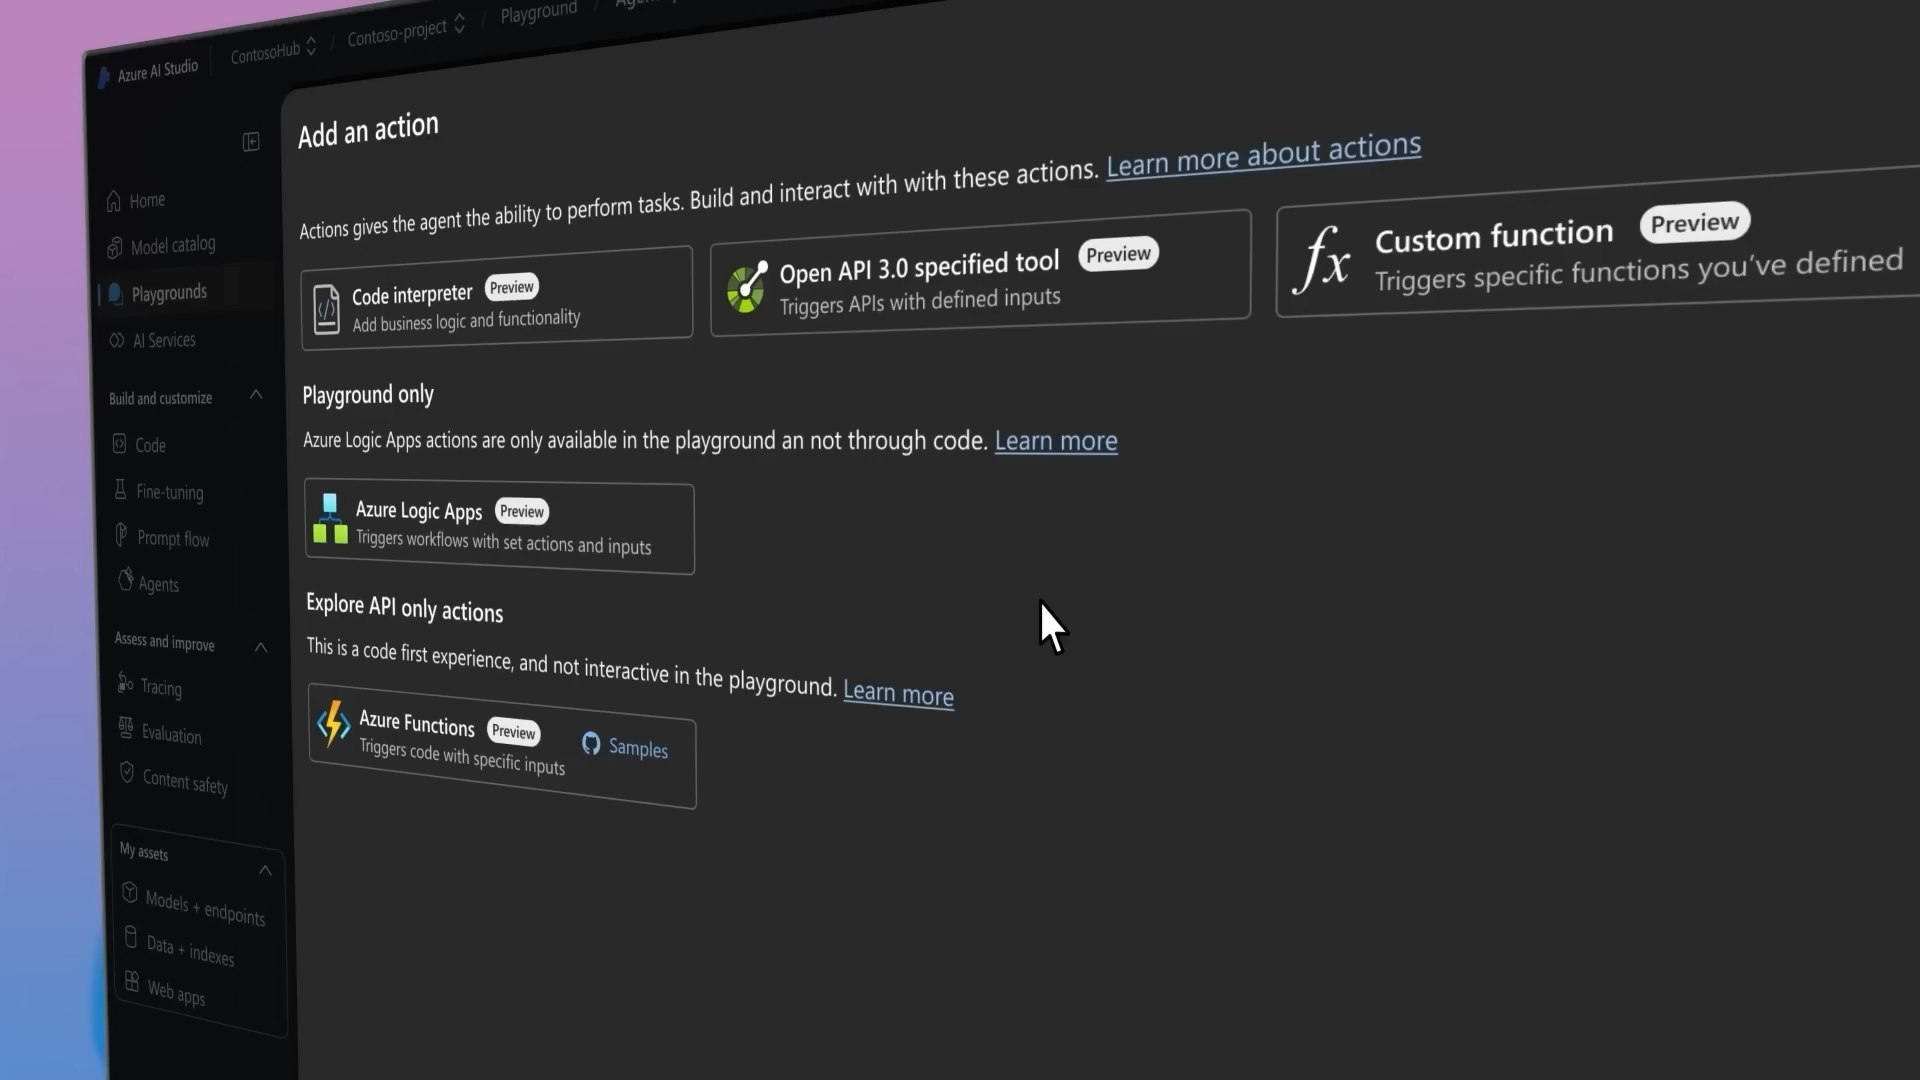 Azure AI Studio
ContosoHub / Contoso-project / Playground /
Add an action
Actions gives the agent the ability to perform tasks. Build and interact with with these actions. Learn more about actions
Code interpreter Preview
Add business logic and functionality
Open API 3.0 specified tool Preview
Triggers APIs with defined inputs
fx Custom function Preview
Triggers specific functions you've defined
Playground only
Azure Logic Apps actions are only available in the playground an not through code. Learn more
Azure Logic Apps Preview
Triggers workflows with set actions and inputs
Explore API only actions
This is a code first experience, and not interactive in the playground. Learn more
Azure Functions Preview
Triggers code with specific inputs
Samples
Home
Model catalog
Playgrounds
AI Services
Build and customize
Code
Fine-tuning
Prompt flow
Agents
Assess and improve
Tracing
Evaluation
Content safety
My assets
Models + endpoints
Data + indexes
Web apps